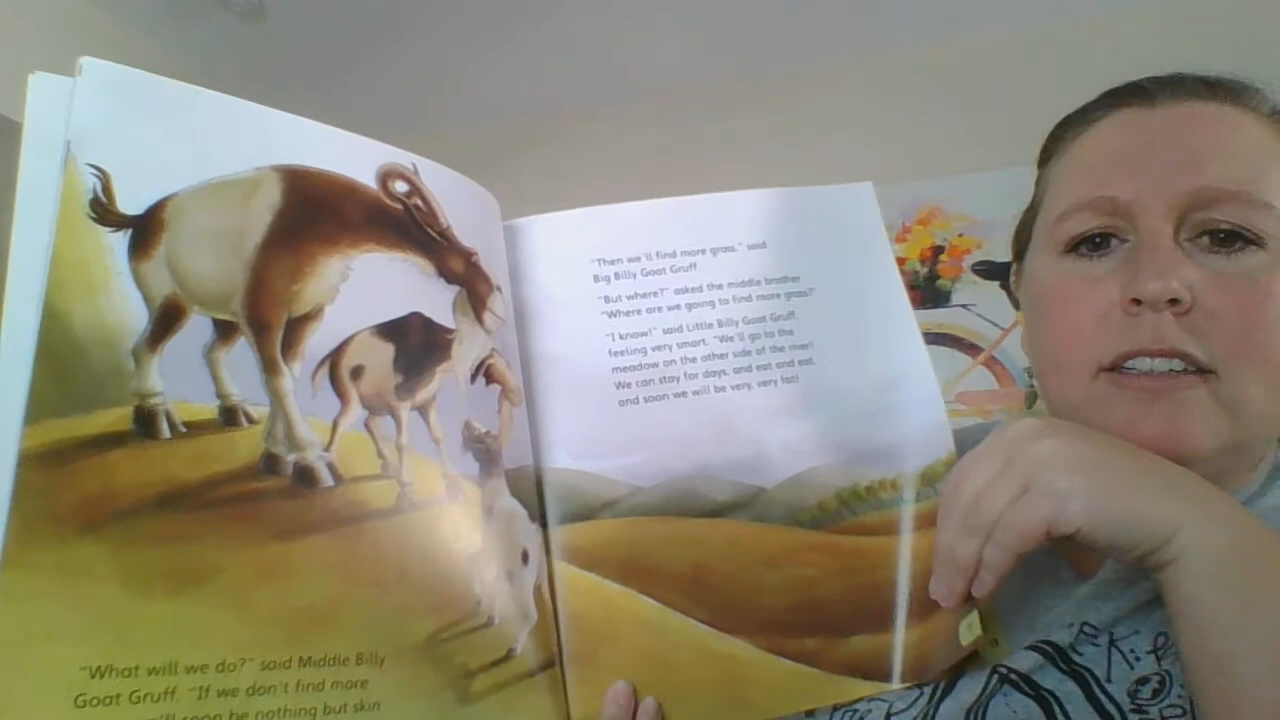 "What will we do?" said Middle Billy
Goat Gruff. "If we don't find more
will soon be nothing but skin
"Then we'll find more grass," said
Big Billy Goat Gruff.
"But where?" asked the middle brother.
"Where are we going to find more grass?"
"I know!" said Little Billy Goat Gruff,
feeling very smart. "We'll go to the
meadow on the other side of the river!
We can stay for days, and eat and eat,
and soon we will be very, very fat!